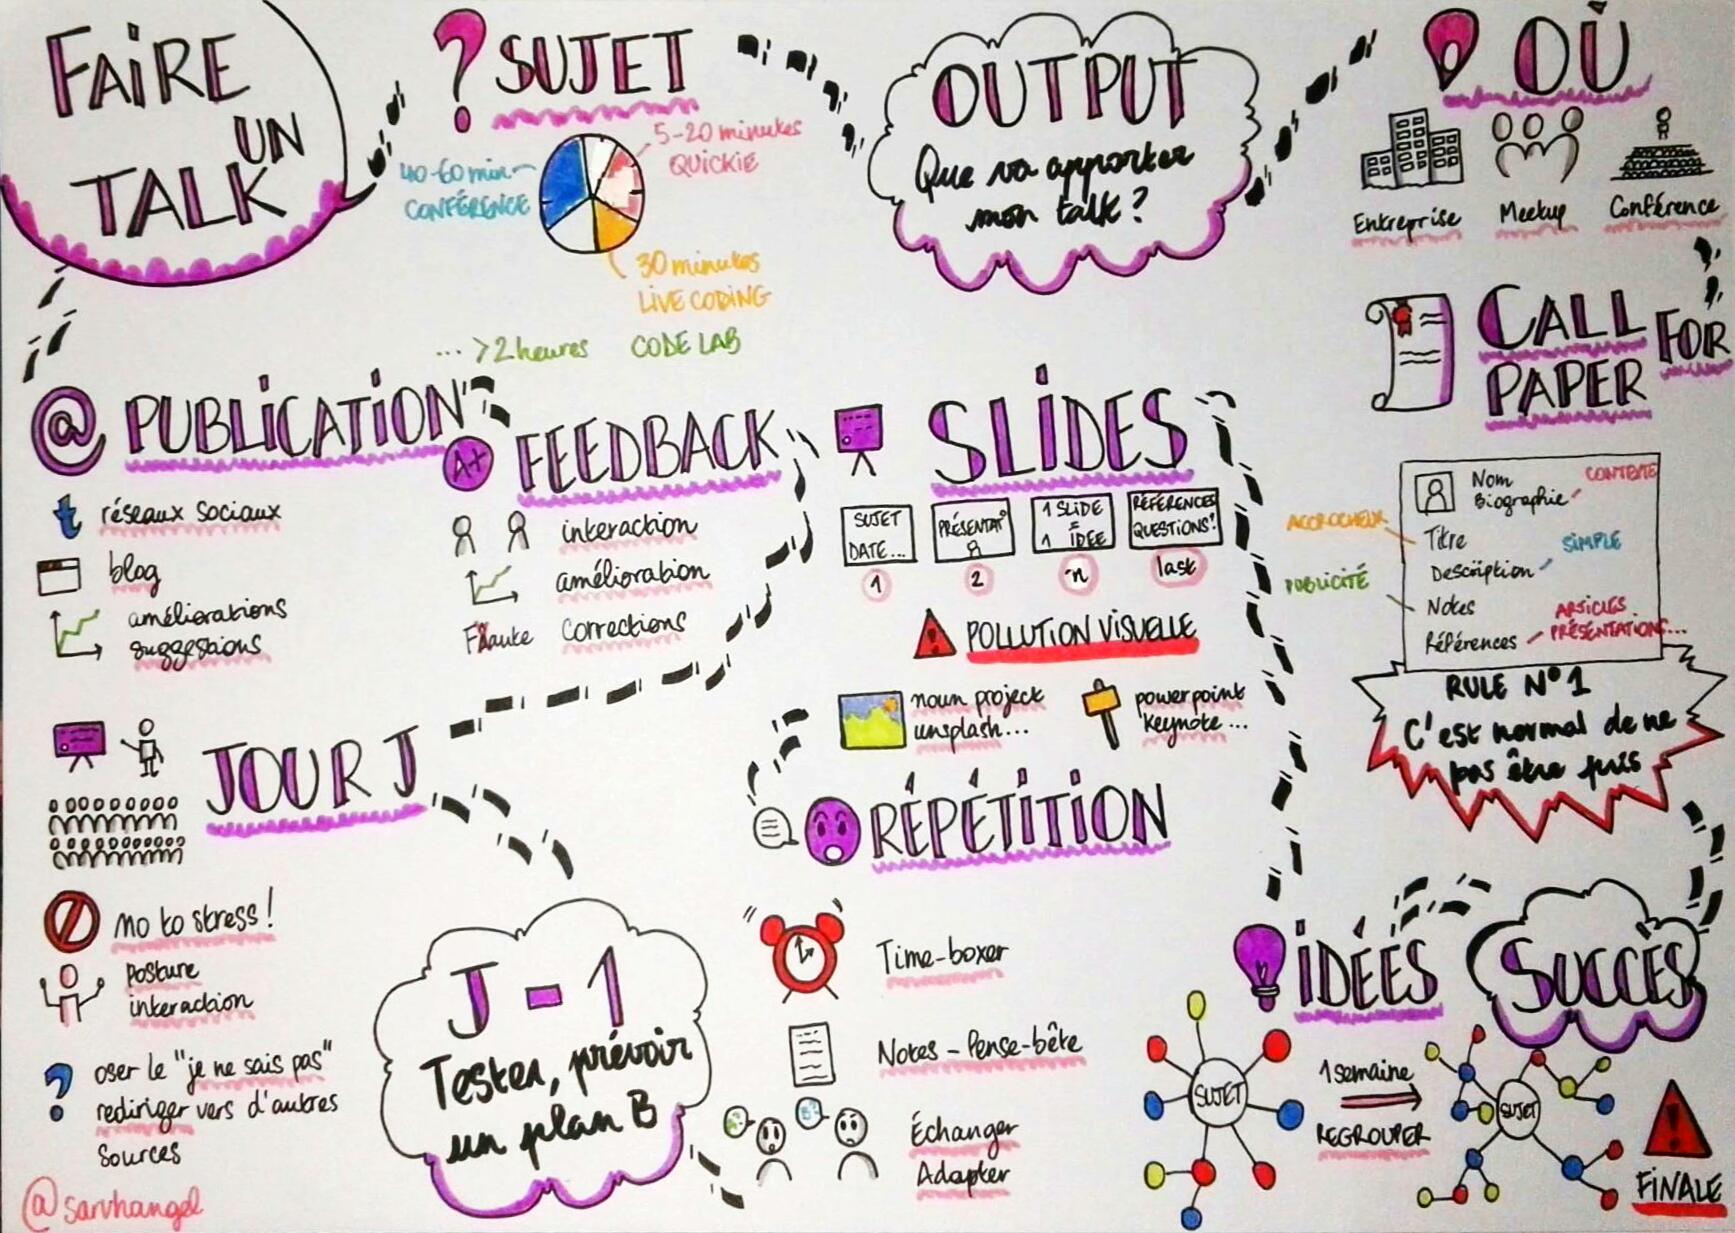 FAIRE
UN
TALK
? SUJET
40-60 min
CONFÉRENCE
5-20 minutes
QUICKIE
30 minutes
LIVE CODING
... >2 heures CODE LAB
OUTPUT
Que va apporter
mon talk ?
OÙ
Entreprise
Meetup
Conférence
CALL
FOR
PAPER
Nom
Biographie
CONTEXTE
ACCROCHEUR
Titre
SIMPLE
Description
PUBLICITÉ
Notes
ARTICLES
PRÉSENTATIONS...
Références
RULE N°1
C'est normal de ne
pas être pris
SUCCÈS
IDÉES
SUJET
1 semaine
REGROUPER
SUJET
FINALE
SLIDES
SUJET
DATE...
1
PRÉSENTAT°
2
1 SLIDE
=
1 IDEE
n
RÉFÉRENCES
QUESTIONS?
last
POLLUTION VISUELLE
noun project
unsplash...
powerpoint
Keynote...
RÉPÉTITION
Time-boxer
Notes - Pense-bête
Échanger
Adapter
J-1
Tester, prévoir
un plan B
JOUR J
no to stress !
posture
interaction
? oser le "je ne sais pas"
rediriger vers d'autres
sources
A+ FEEDBACK
interaction
amélioration
corrections
@ PUBLICATION
t réseaux sociaux
blog
améliorations
suggestions
@sarrhangel